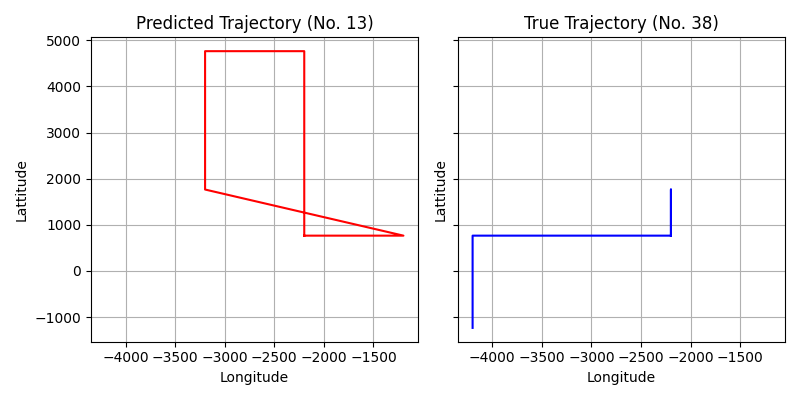 Predicted Trajectory (No. 13)
True Trajectory (No. 38)
5000
4000
3000
2000
1000
0
−1000
Lattitude
Lattitude
−4000 −3500 −3000 −2500 −2000 −1500
−4000 −3500 −3000 −2500 −2000 −1500
Longitude
Longitude